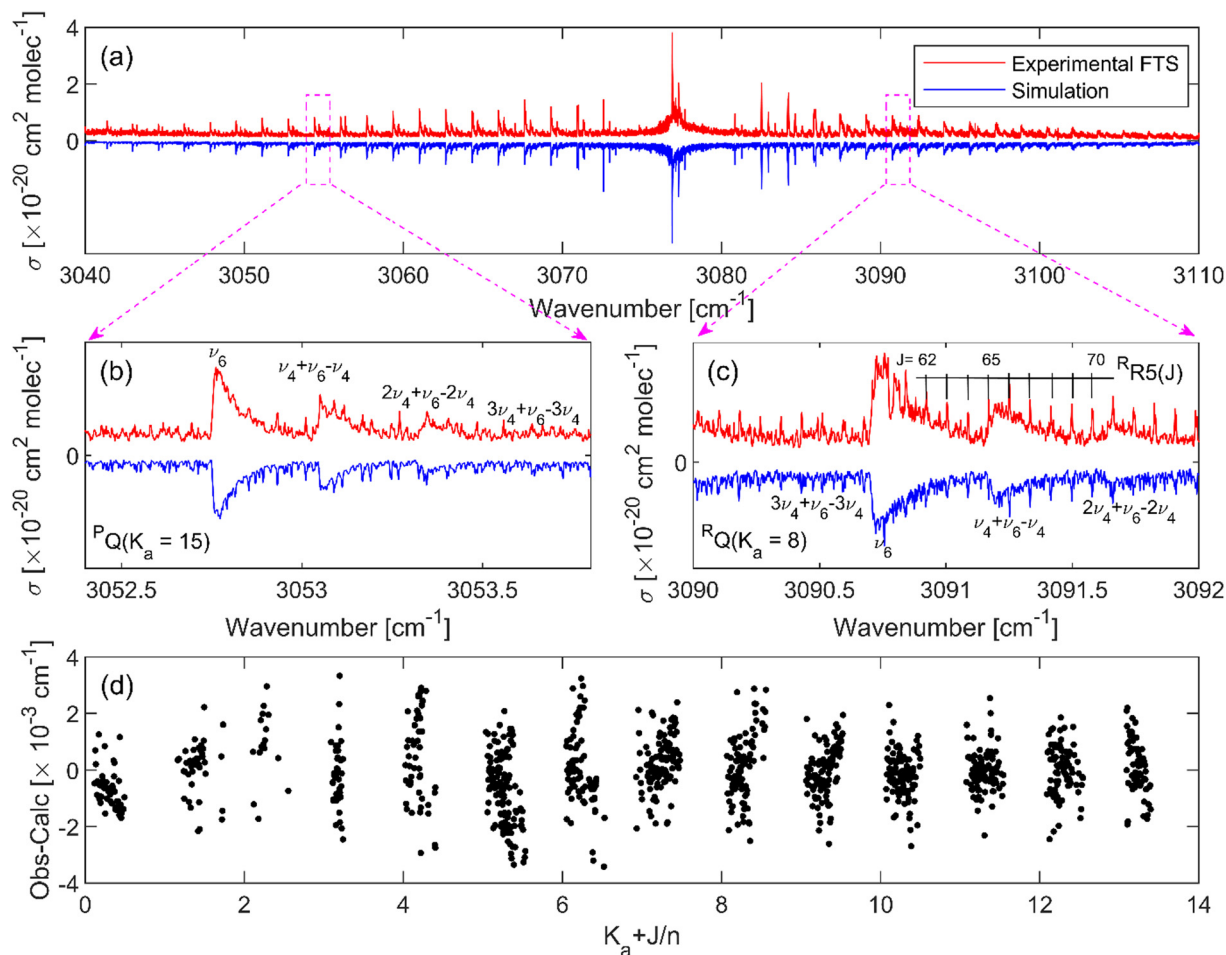 (a)
Experimental FTS
Simulation
σ [×10⁻²⁰ cm² molec⁻¹]
4
2
0
3040 3050 3060 3070 3080 3090 3100 3110
Wavenumber [cm⁻¹]
(b)
ν₆
ν₄+ν₆-ν₄
2ν₄+ν₆-2ν₄
3ν₄+ν₆-3ν₄
σ [×10⁻²⁰ cm² molec⁻¹]
0
ᴾQ(Kₐ = 15)
3052.5 3053 3053.5
Wavenumber [cm⁻¹]
(c)
J= 62 65 70
ᴿR5(J)
σ [×10⁻²⁰ cm² molec⁻¹]
0
3ν₄+ν₆-3ν₄
ν₆
ν₄+ν₆-ν₄
2ν₄+ν₆-2ν₄
ᴿQ(Kₐ = 8)
3090 3090.5 3091 3091.5 3092
Wavenumber [cm⁻¹]
(d)
Obs-Calc [× 10⁻³ cm⁻¹]
4
2
0
-2
-4
0 2 4 6 8 10 12 14
Kₐ+J/n